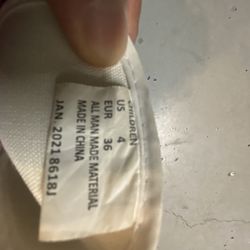 CHILDREN
US 4
EUR 36
ALL MAN MADE MATERIAL
MADE IN CHINA
JAN 2021 8618J